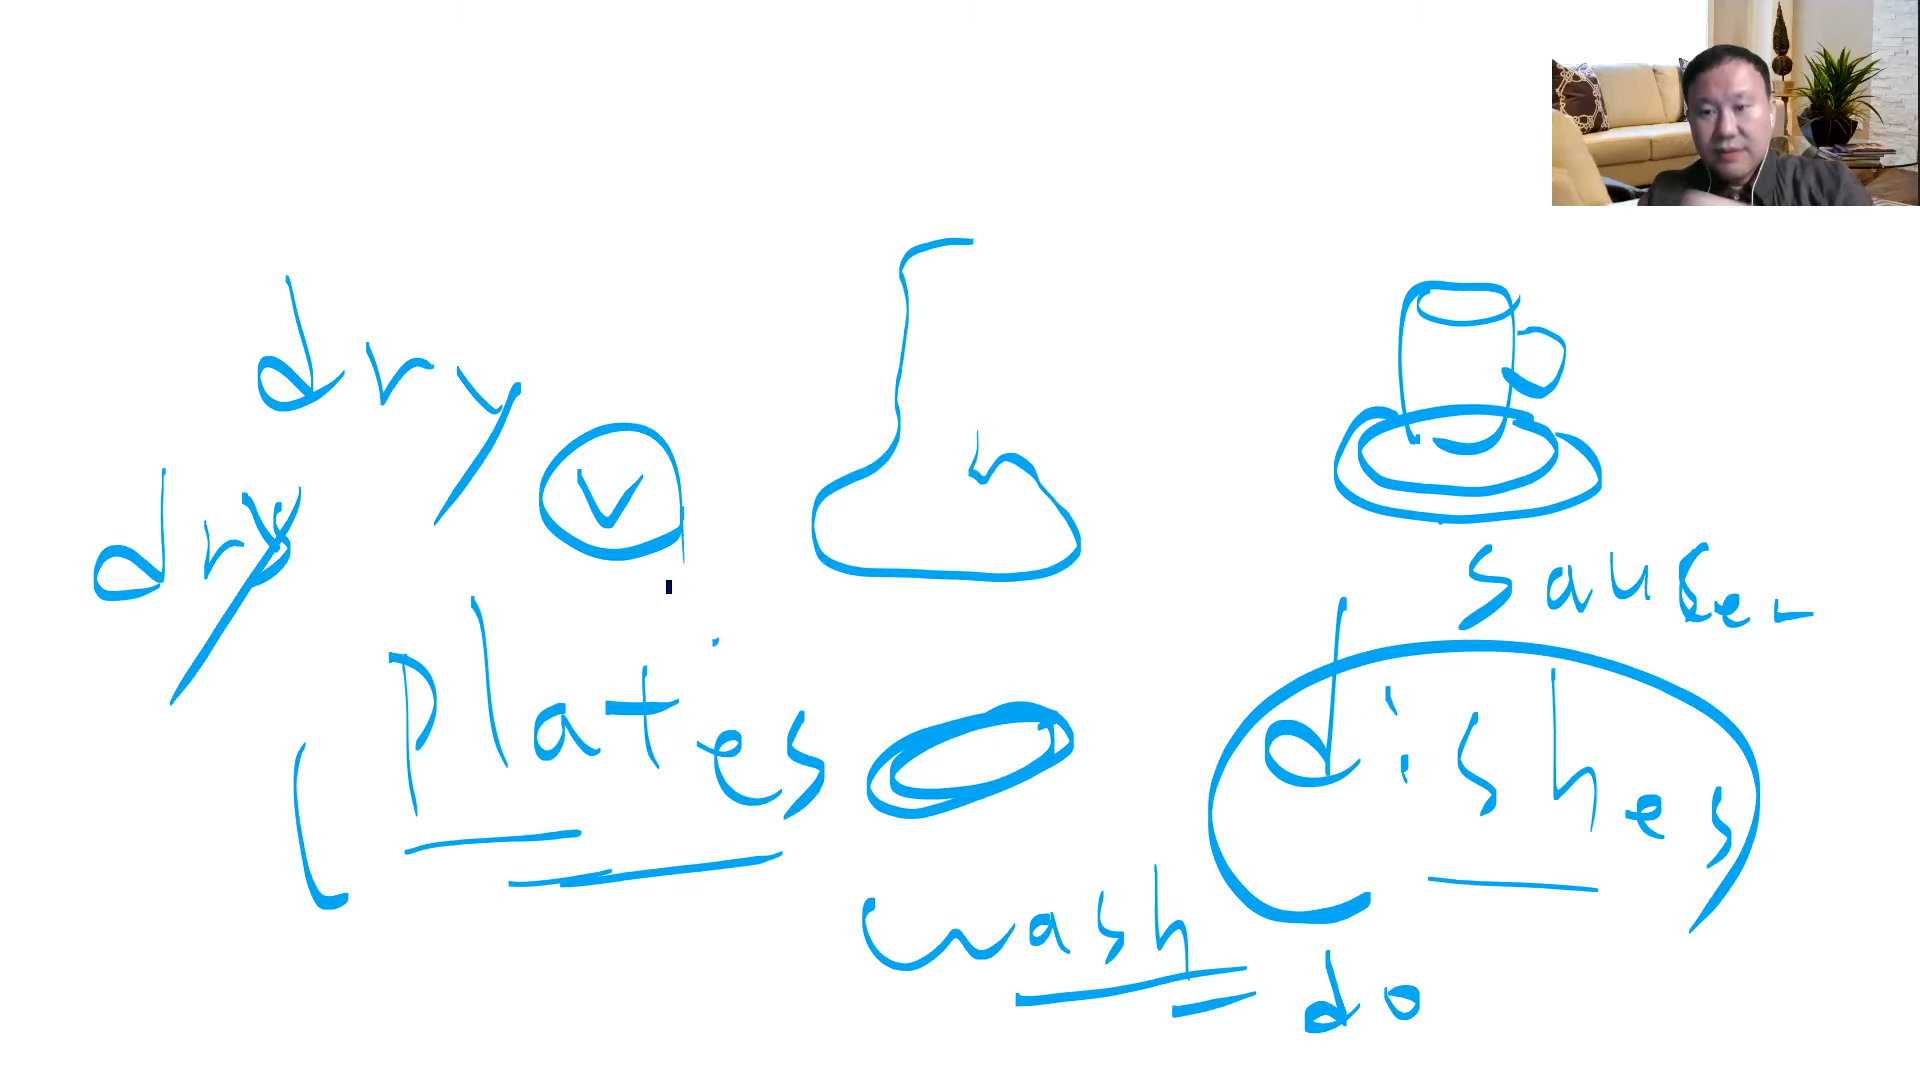 dry
dry
v
saucer
plates
dishes
wash
do